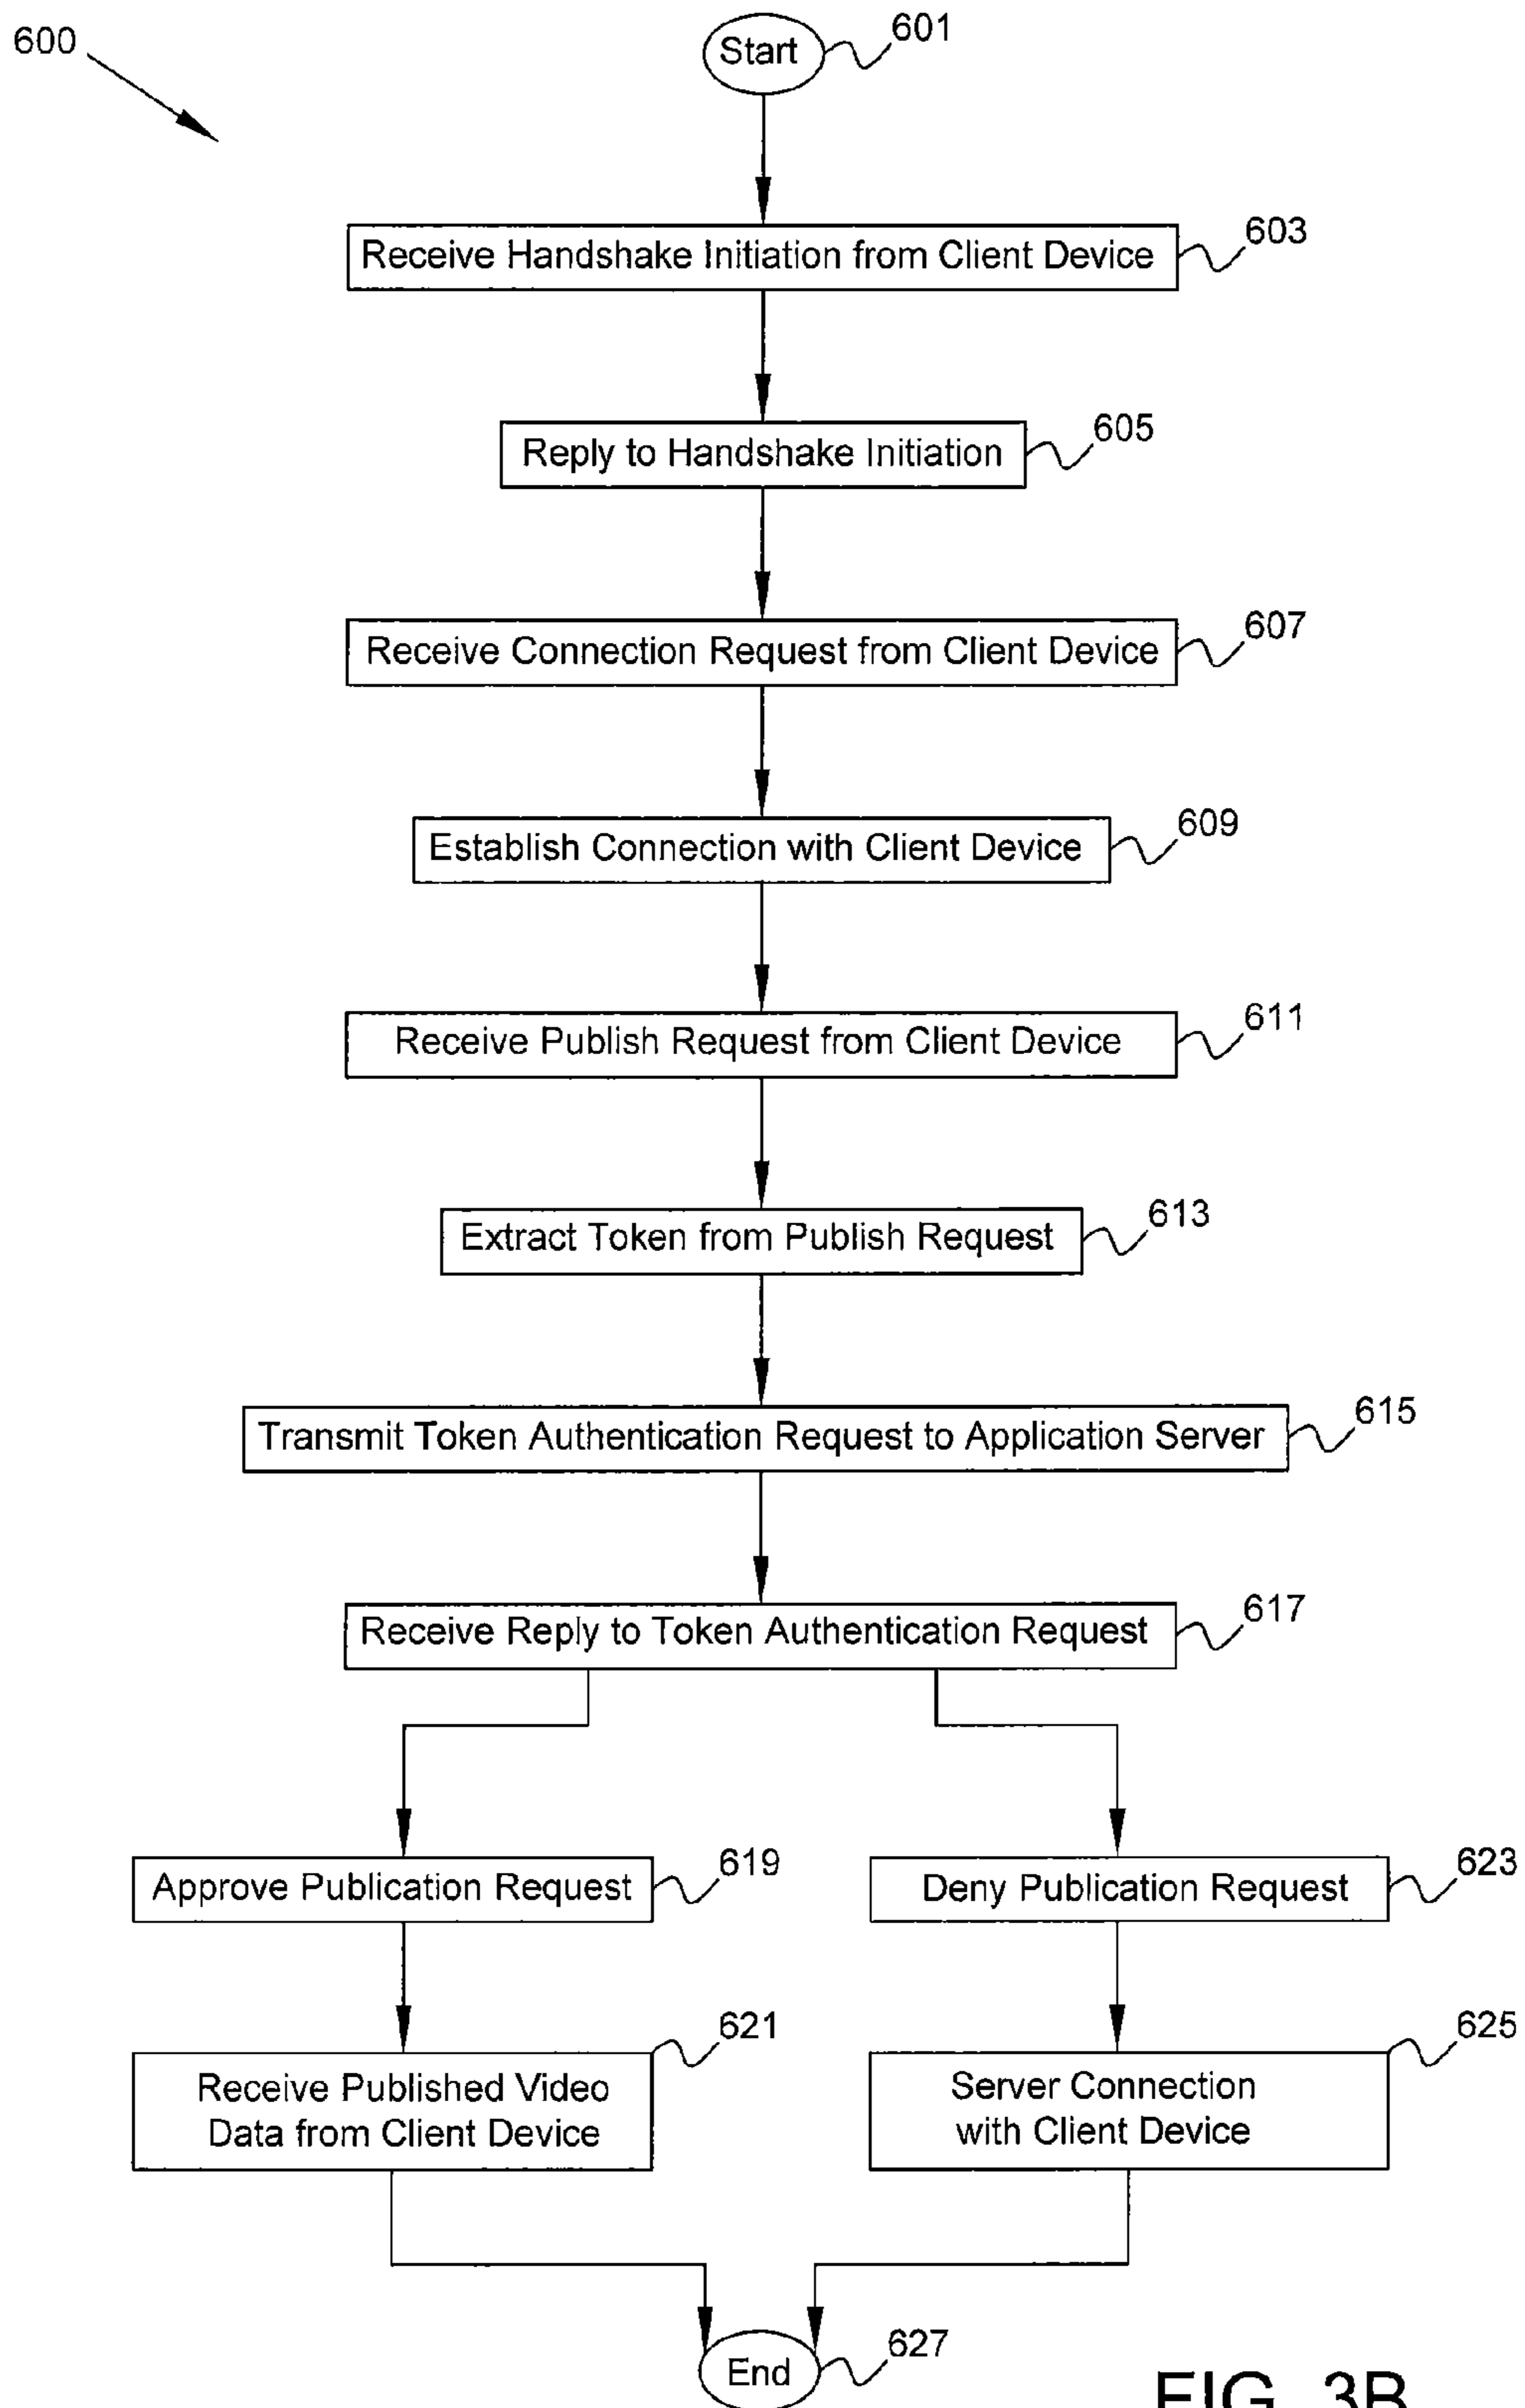 600
Start
601
Receive Handshake Initiation from Client Device
603
Reply to Handshake Initiation
605
Receive Connection Request from Client Device
607
Establish Connection with Client Device
609
Receive Publish Request from Client Device
611
Extract Token from Publish Request
613
Transmit Token Authentication Request to Application Server
615
Receive Reply to Token Authentication Request
617
Approve Publication Request
619
Deny Publication Request
623
Receive Published Video
Data from Client Device
621
Server Connection
with Client Device
625
End
627
FIG. 3B